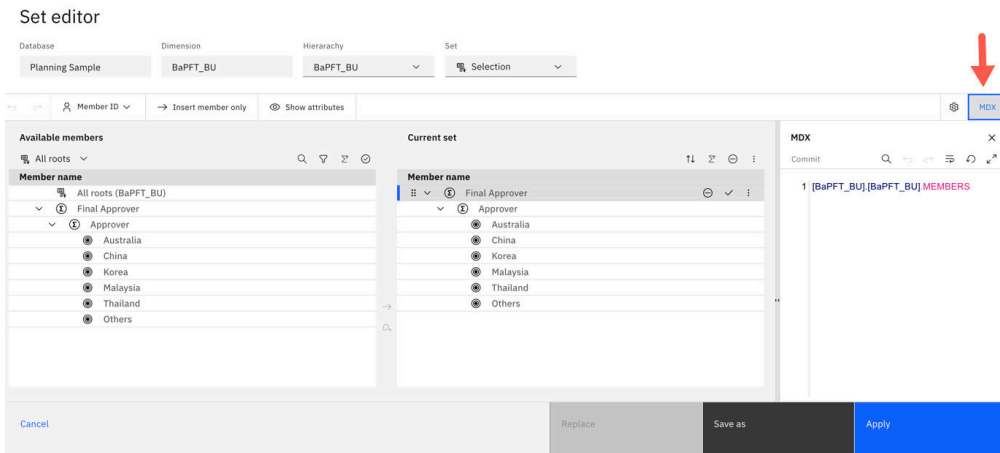 Set editor
Database Dimension Hierarachy Set
Planning Sample BaPFT_BU BaPFT_BU Selection
Member ID Insert member only Show attributes MDX
Available members Current set MDX
All roots Commit
Member name Member name
All roots (BaPFT_BU) Final Approver 1 [BaPFT_BU].[BaPFT_BU].MEMBERS
Final Approver Approver
Approver Australia
Australia China
China Korea
Korea Malaysia
Malaysia Thailand
Thailand Others
Others
Cancel Replace Save as Apply